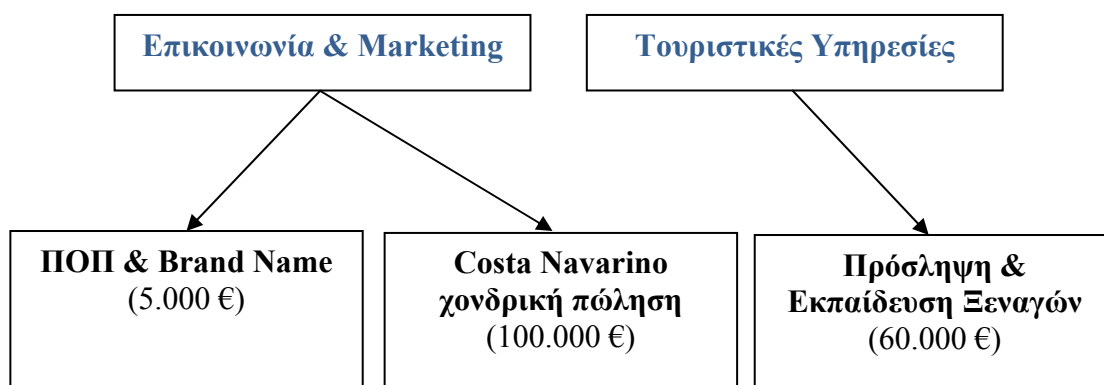 Επικοινωνία & Marketing
Τουριστικές Υπηρεσίες
ΠΟΠ & Brand Name
(5.000 €)
Costa Navarino
χονδρική πώληση
(100.000 €)
Πρόσληψη &
Εκπαίδευση Ξεναγών
(60.000 €)